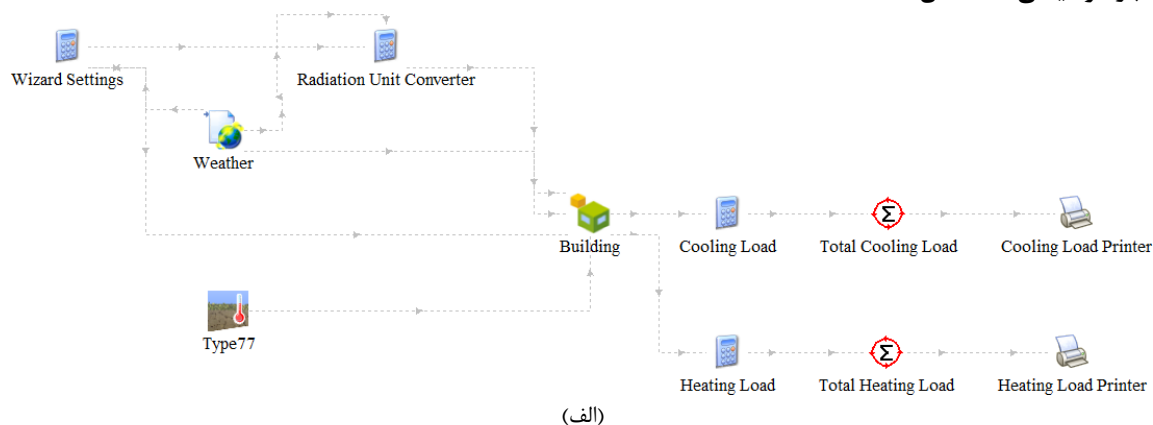 Wizard Settings
Radiation Unit Converter
Weather
Building
Cooling Load
Total Cooling Load
Cooling Load Printer
Type77
Heating Load
Total Heating Load
Heating Load Printer
(الف)